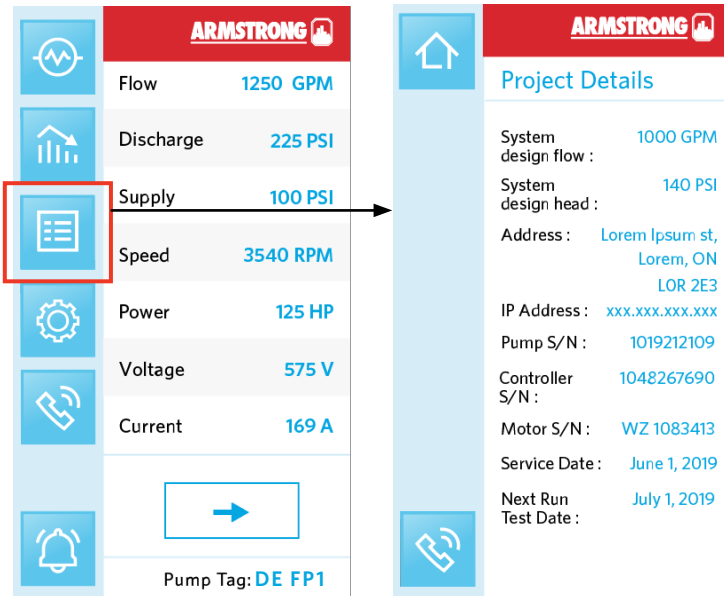 ARMSTRONG
Flow 1250 GPM
Discharge 225 PSI
Supply 100 PSI
Speed 3540 RPM
Power 125 HP
Voltage 575 V
Current 169 A
Pump Tag: DE FP1
ARMSTRONG
Project Details
System 1000 GPM
design flow :
System 140 PSI
design head :
Address : Lorem Ipsum st,
Lorem, ON
L0R 2E3
IP Address : xxx.xxx.xxx.xxx
Pump S/N : 1019212109
Controller 1048267690
S/N :
Motor S/N : WZ 1083413
Service Date : June 1, 2019
Next Run July 1, 2019
Test Date :